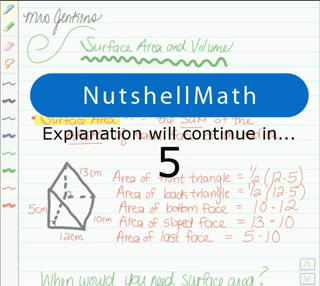 Mrs Jenkins
Surface Area and Volume
NutshellMath
Surface Area the sum of the
Explanation will continue in...
5
13cm
5cm
10cm
12cm
Area of front triangle = 1/2 (12·5)
Area of back triangle = 1/2 (12·5)
Area of bottom face = 10·12
Area of sloped face = 13·10
Area of last face = 5·10
When would you need surface area?